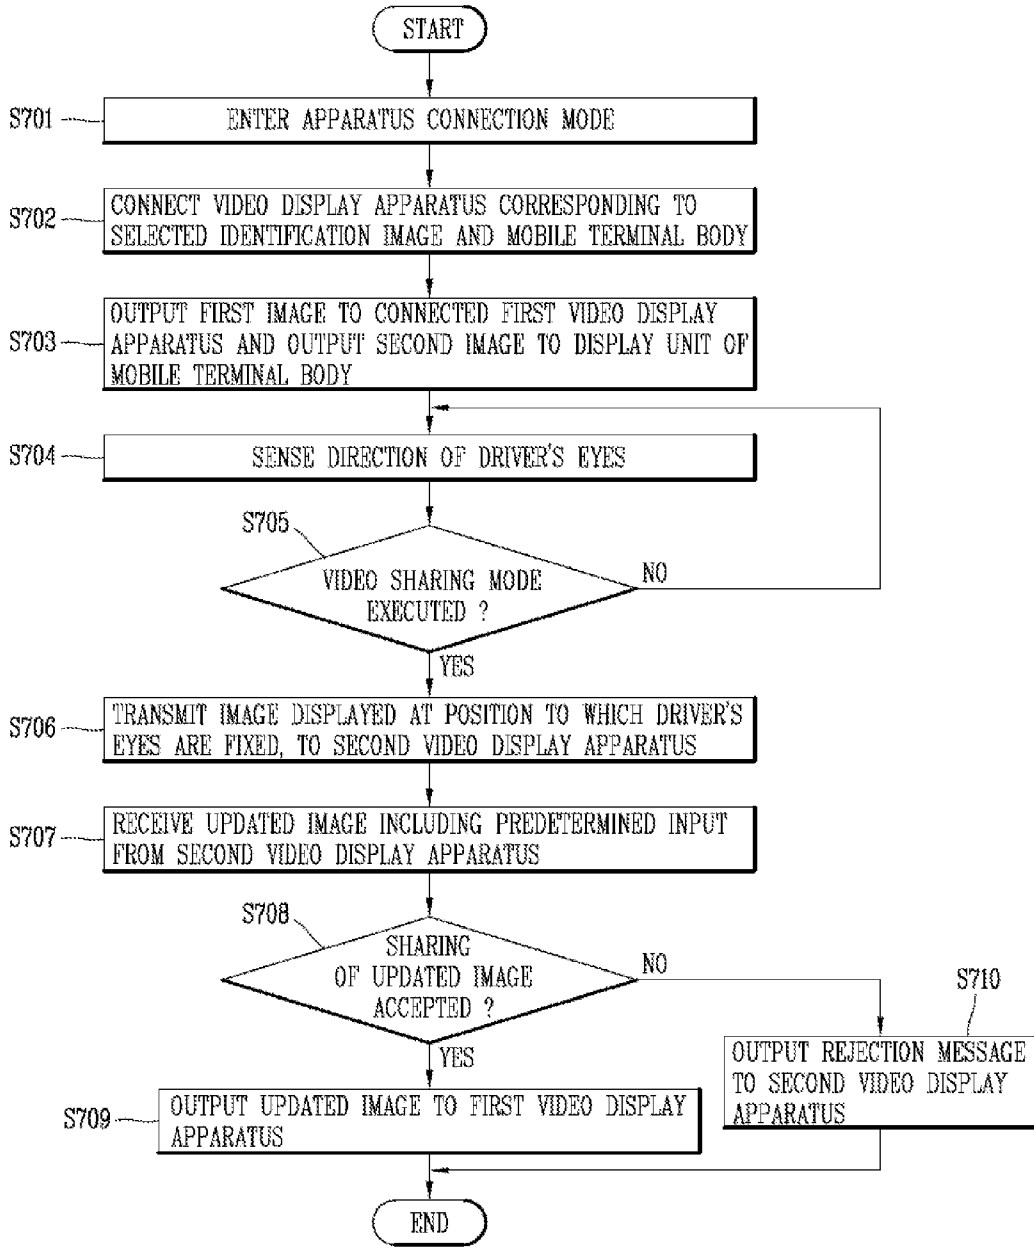 START
S701
ENTER APPARATUS CONNECTION MODE
S702
CONNECT VIDEO DISPLAY APPARATUS CORRESPONDING TO
SELECTED IDENTIFICATION IMAGE AND MOBILE TERMINAL BODY
S703
OUTPUT FIRST IMAGE TO CONNECTED FIRST VIDEO DISPLAY
APPARATUS AND OUTPUT SECOND IMAGE TO DISPLAY UNIT OF
MOBILE TERMINAL BODY
S704
SENSE DIRECTION OF DRIVER'S EYES
S705
VIDEO SHARING MODE
EXECUTED ?
NO
YES
S706
TRANSMIT IMAGE DISPLAYED AT POSITION TO WHICH DRIVER'S
EYES ARE FIXED, TO SECOND VIDEO DISPLAY APPARATUS
S707
RECEIVE UPDATED IMAGE INCLUDING PREDETERMINED INPUT
FROM SECOND VIDEO DISPLAY APPARATUS
S708
SHARING
OF UPDATED IMAGE
ACCEPTED ?
NO
YES
S710
OUTPUT REJECTION MESSAGE
TO SECOND VIDEO DISPLAY
APPARATUS
S709
OUTPUT UPDATED IMAGE TO FIRST VIDEO DISPLAY
APPARATUS
END